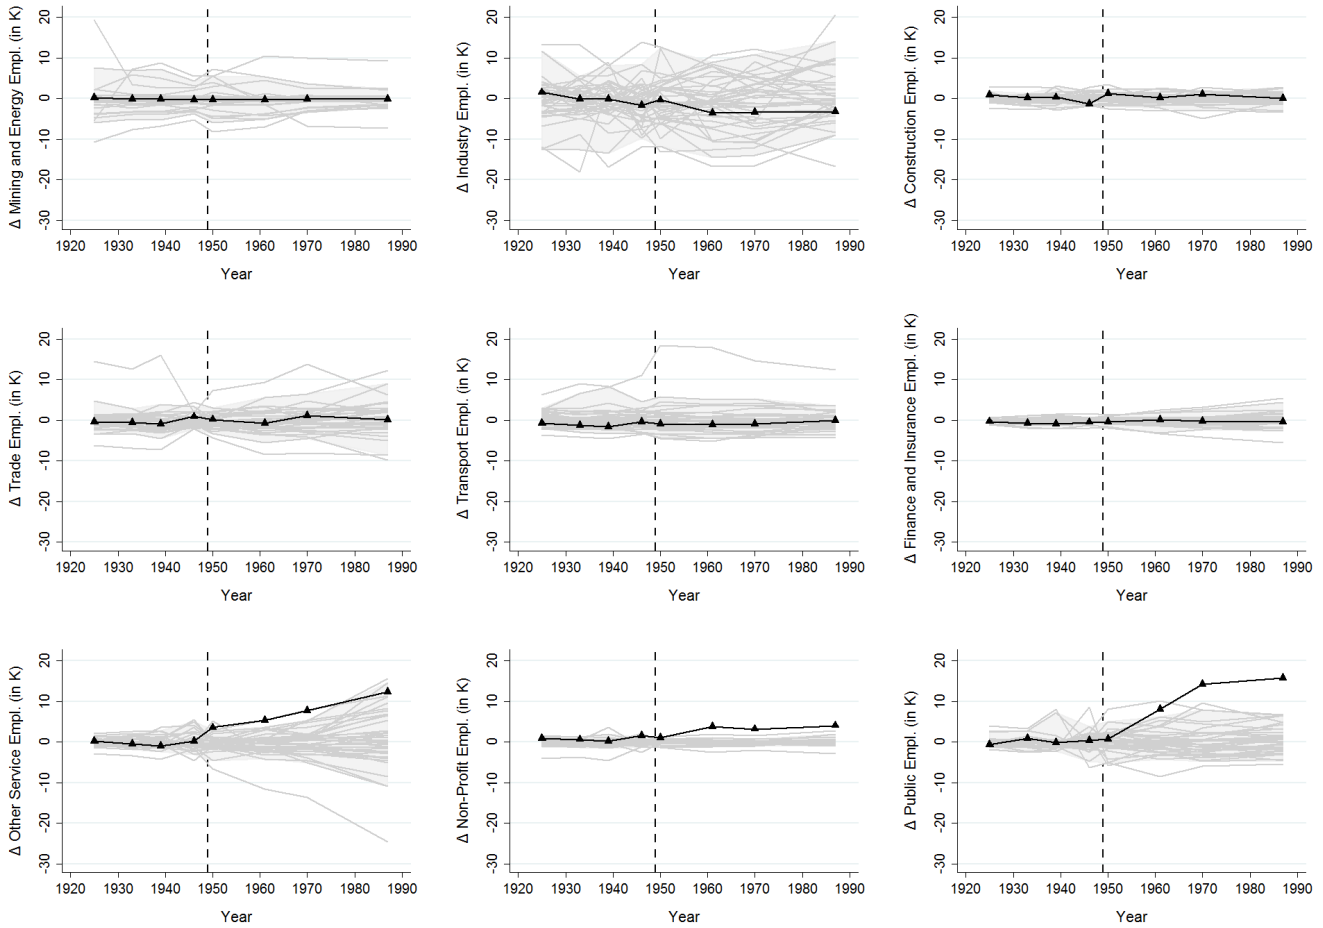 Δ Mining and Energy Empl. (in K)
20
10
0
-10
-20
-30
1920 1930 1940 1950 1960 1970 1980 1990
Year
Δ Industry Empl. (in K)
20
10
0
-10
-20
-30
1920 1930 1940 1950 1960 1970 1980 1990
Year
Δ Construction Empl. (in K)
20
10
0
-10
-20
-30
1920 1930 1940 1950 1960 1970 1980 1990
Year
Δ Trade Empl. (in K)
20
10
0
-10
-20
-30
1920 1930 1940 1950 1960 1970 1980 1990
Year
Δ Transport Empl. (in K)
20
10
0
-10
-20
-30
1920 1930 1940 1950 1960 1970 1980 1990
Year
Δ Finance and Insurance Empl. (in K)
20
10
0
-10
-20
-30
1920 1930 1940 1950 1960 1970 1980 1990
Year
Δ Other Service Empl. (in K)
20
10
0
-10
-20
-30
1920 1930 1940 1950 1960 1970 1980 1990
Year
Δ Non-Profit Empl. (in K)
20
10
0
-10
-20
-30
1920 1930 1940 1950 1960 1970 1980 1990
Year
Δ Public Empl. (in K)
20
10
0
-10
-20
-30
1920 1930 1940 1950 1960 1970 1980 1990
Year